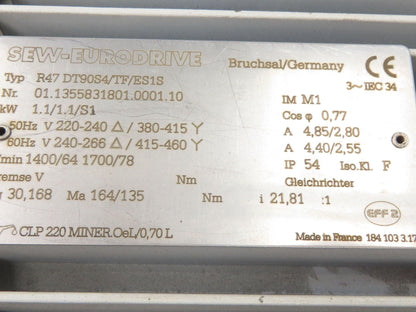 SEW-EURODRIVE Bruchsal/Germany CE
Typ R47 DT90S4/TF/ES1S 3~IEC 34
Nr. 01.1355831801.0001.10
kW 1.1/1.1/S1 IM M1
50Hz V 220-240 Δ / 380-415 Y Cos φ 0,77
60Hz V 240-266 Δ / 415-460 Y A 4,85/2,80
/min 1400/64 1700/78 A 4,40/2,55
IP 54 Iso.Kl. F
remse V Nm Gleichrichter
g 30,168 Ma 164/135 Nm i 21,81 :1
CLP 220 MINER.OeL/0,70 L EFF 2
Made in France 184 103 3.17